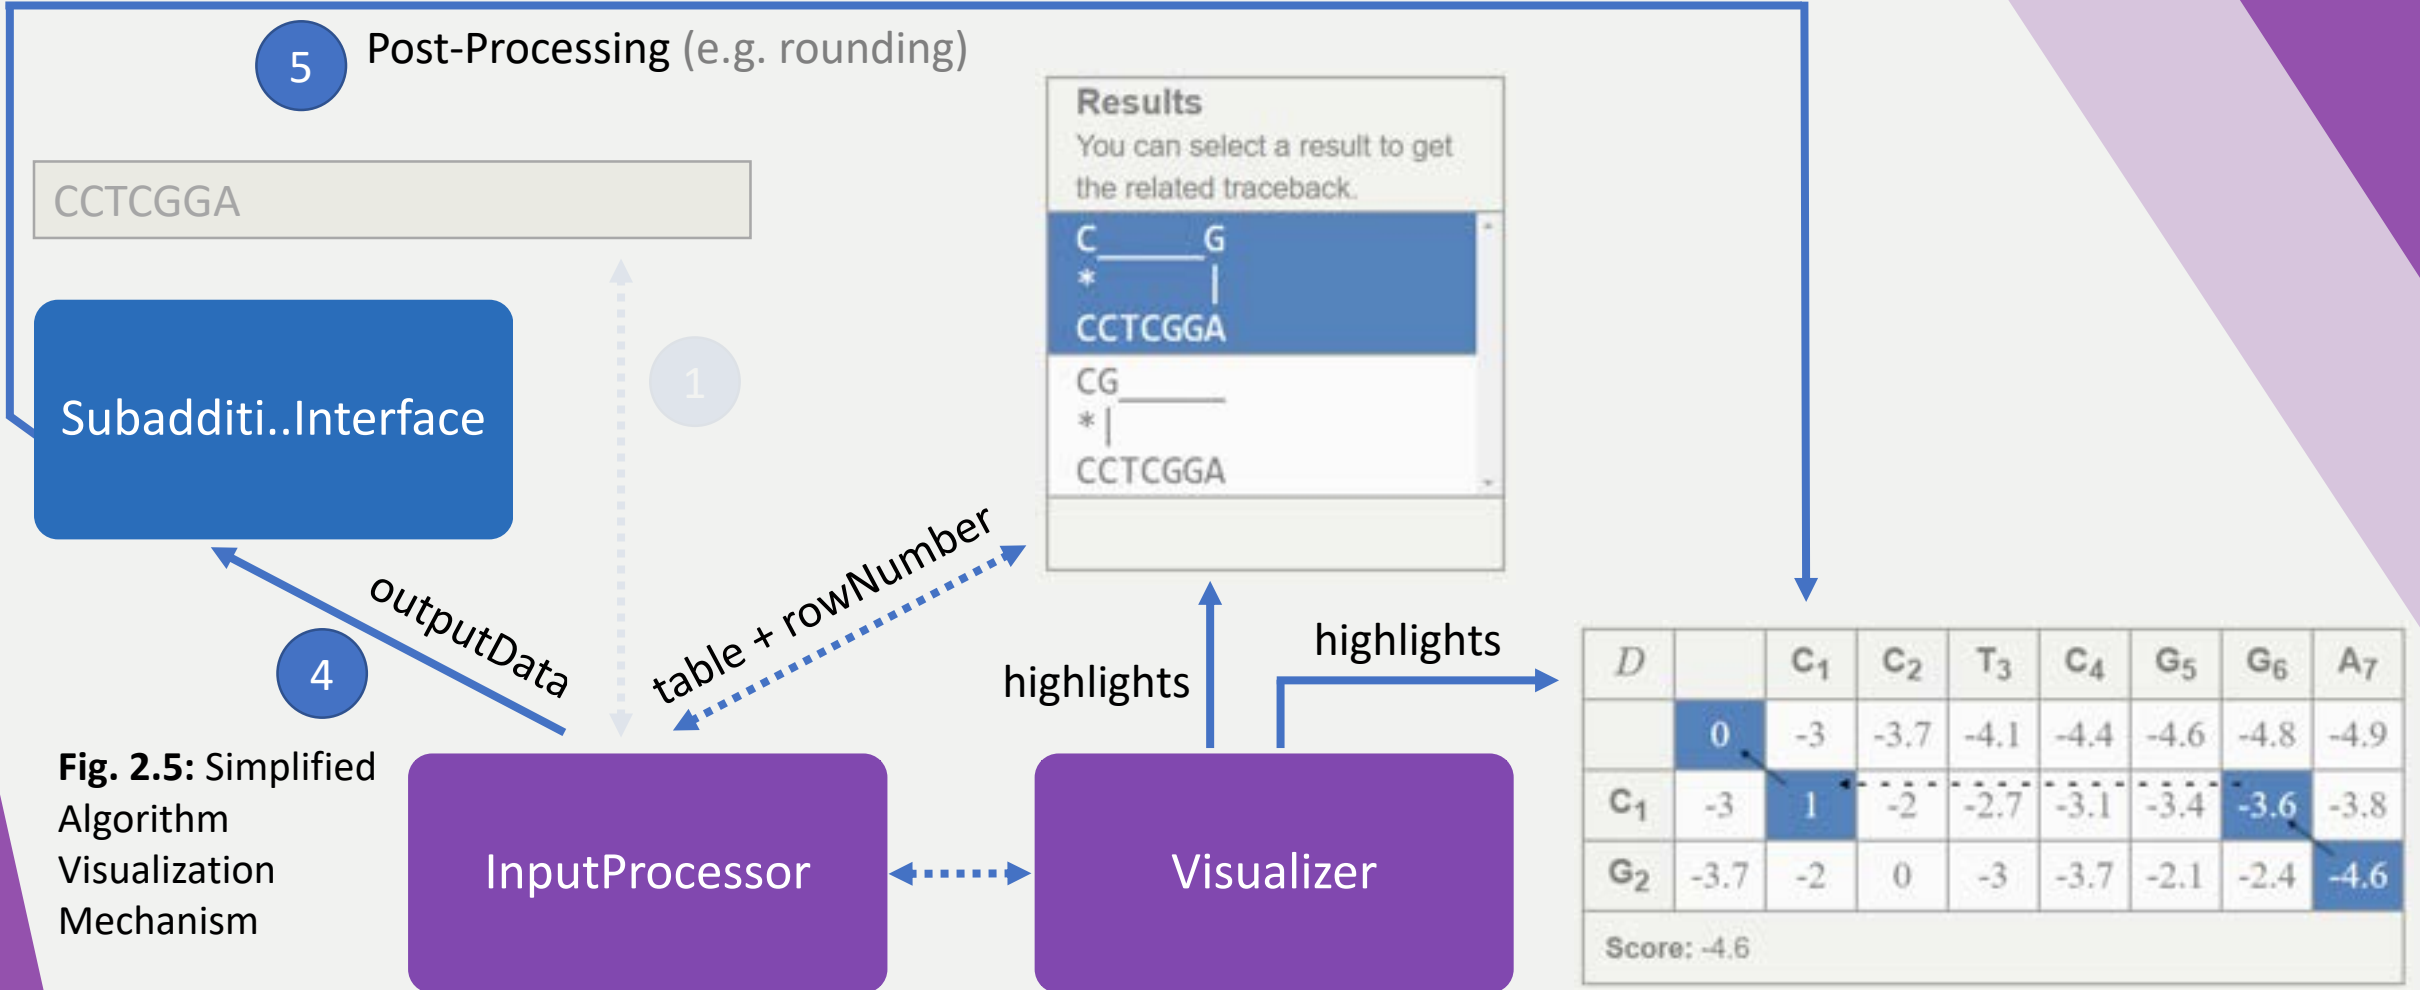 5
Post-Processing (e.g. rounding)
CCTCGGA
1
Subadditi..Interface
Results
You can select a result to get
the related traceback.
C_____G
* |
CCTCGGA
CG_____
*|
CCTCGGA
4
outputData
table + rowNumber
highlights
highlights
Fig. 2.5: Simplified
Algorithm
Visualization
Mechanism
InputProcessor
Visualizer
D C₁ C₂ T₃ C₄ G₅ G₆ A₇
0 -3 -3.7 -4.1 -4.4 -4.6 -4.8 -4.9
C₁ -3 1 -2 -2.7 -3.1 -3.4 -3.6 -3.8
G₂ -3.7 -2 0 -3 -3.7 -2.1 -2.4 -4.6
Score: -4.6